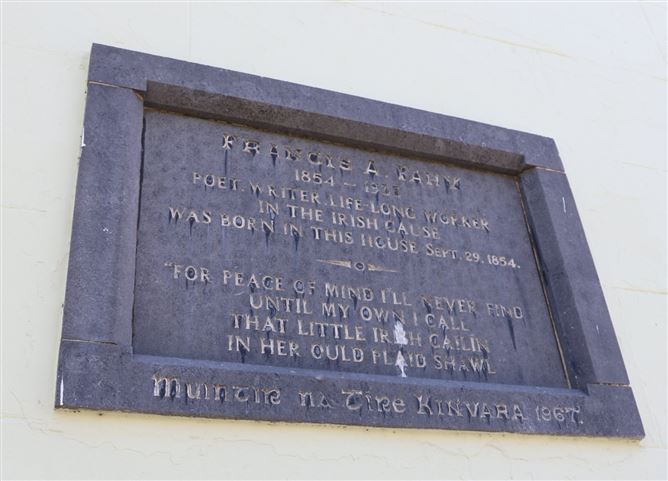 FRANCIS A. FAHY
1854 – 1935
POET, WRITER, LIFE-LONG WORKER
IN THE IRISH CAUSE
WAS BORN IN THIS HOUSE SEPT. 29. 1854.
"FOR PEACE OF MIND I'LL NEVER FIND
UNTIL MY OWN I CALL
THAT LITTLE IRISH CAILIN
IN HER OULD PLAID SHAWL
Muintir na Tíre Kinvara 1967.